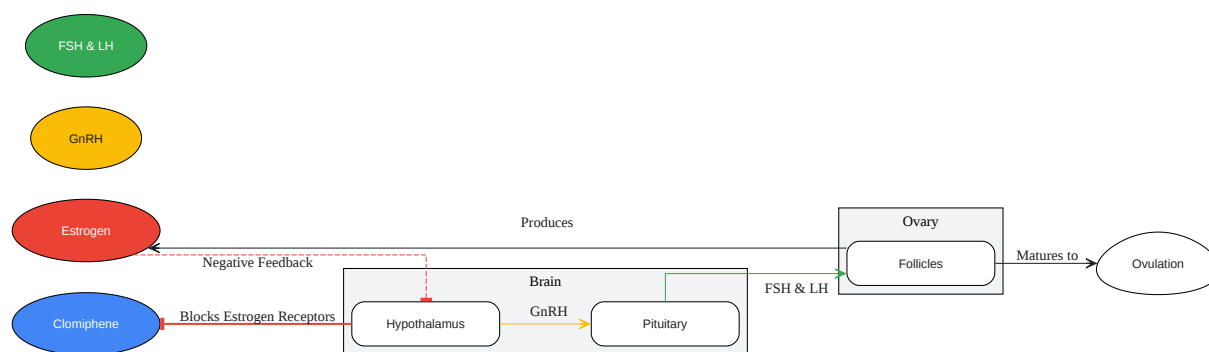 FSH & LH
GnRH
Estrogen
Produces
Ovary
Follicles
Matures to
Ovulation
Negative Feedback
Brain
FSH & LH
Clomiphene
Blocks Estrogen Receptors
Hypothalamus
GnRH
Pituitary